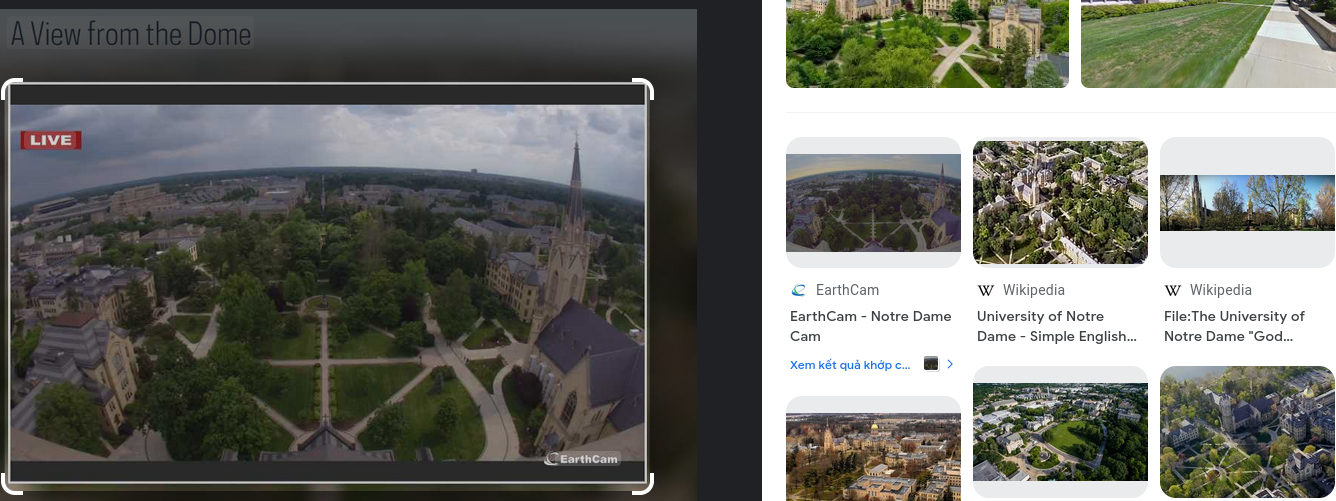 A View from the Dome
LIVE
EarthCam
EarthCam
EarthCam - Notre Dame
Cam
Xem kết quả khớp c...
Wikipedia
University of Notre
Dame - Simple English...
Wikipedia
File:The University of
Notre Dame "God...